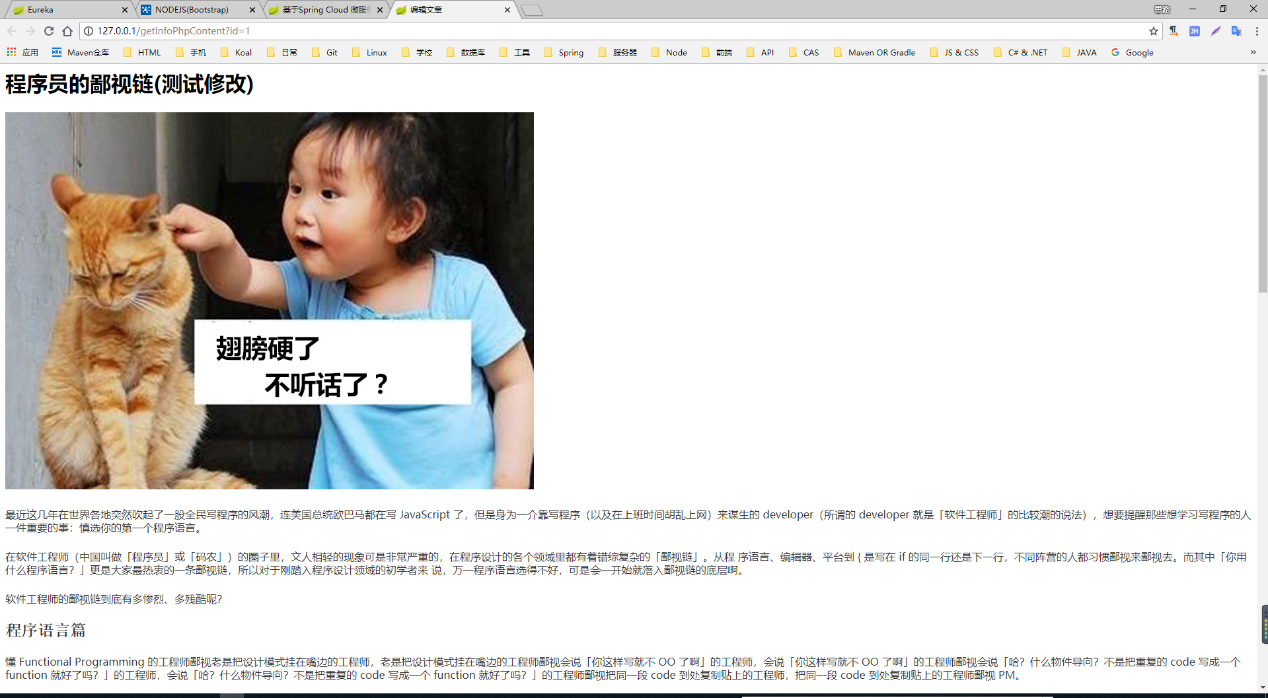 Eureka
NODEJS(Bootstrap)
基于Spring Cloud 微服
编辑文章
127.0.0.1/getInfoPhpContent?id=1
应用 Maven仓库 HTML 手机 Koal 日常 Git Linux 学校 数据库 工具 Spring 服务器 Node 前端 API CAS Maven OR Gradle JS & CSS C# & .NET JAVA Google »
程序员的鄙视链(测试修改)
翅膀硬了
不听话了？
最近这几年在世界各地突然吹起了一股全民写程序的风潮，连美国总统欧巴马都在写 JavaScript 了，但是身为一个靠写程序（以及在上班时间胡乱上网）来谋生的 developer（所谓的 developer 就是「软件工程师」的比较潮的说法），想要提醒那些想学习写程序的人
一件重要的事：慎选你的第一个程序语言。
在软件工程师（中国叫做「程序员」或「码农」）的圈子里，文人相轻的现象可是非常严重的，在程序设计的各个领域里都有着错综复杂的「鄙视链」。从程 序语言、编辑器、平台到 { 是写在 if 的同一行还是下一行，不同阵营的人都习惯鄙视来鄙视去。而其中「你用
什么程序语言？」更是大家最热衷的一条鄙视链，所以对于刚踏入程序设计领域的初学者来 说，万一程序语言选得不好，可是会一开始就落入鄙视链的底层啊。
软件工程师的鄙视链到底有多惨烈、多残酷呢？
程序语言篇
懂 Functional Programming 的工程师鄙视老是把设计模式挂在嘴边的工程师，老是把设计模式挂在嘴边的工程师鄙视会说「你这样写就不 OO 了啊」的工程师，会说「你这样写就不 OO 了啊」的工程师鄙视会说「哈？什么物件导向？不是把重复的 code 写成一个
function 就好了吗？」的工程师，会说「哈？什么物件导向？不是把重复的 code 写成一个 function 就好了吗？」的工程师鄙视把同一段 code 到处复制贴上的工程师，把同一段 code 到处复制贴上的工程师鄙视 PM。